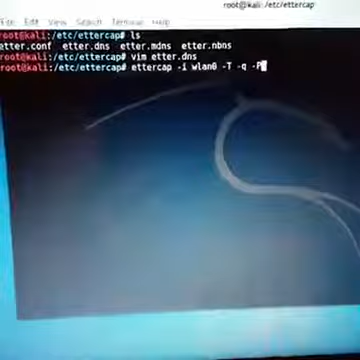 root@kali: /etc/ettercap
File Edit View Search Terminal Help
root@kali:/etc/ettercap# ls
etter.conf etter.dns etter.mdns etter.nbns
root@kali:/etc/ettercap# vim etter.dns
root@kali:/etc/ettercap# ettercap -i wlan0 -T -q -P